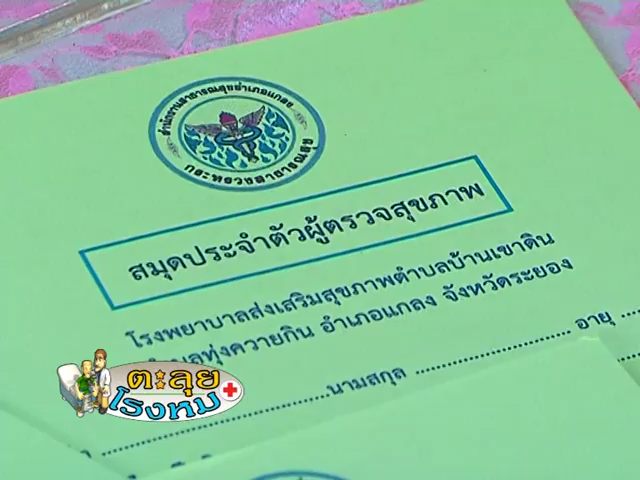 สำนักงานสาธารณสุขอำเภอแกลง
กระทรวงสาธารณสุข
สมุดประจำตัวผู้ตรวจสุขภาพ
โรงพยาบาลส่งเสริมสุขภาพตำบลบ้านเขาดิน
ทุ่งควายกิน อำเภอแกลง จังหวัดระยอง
นามสกุล อายุ
ตะลุย
โรงหมอ